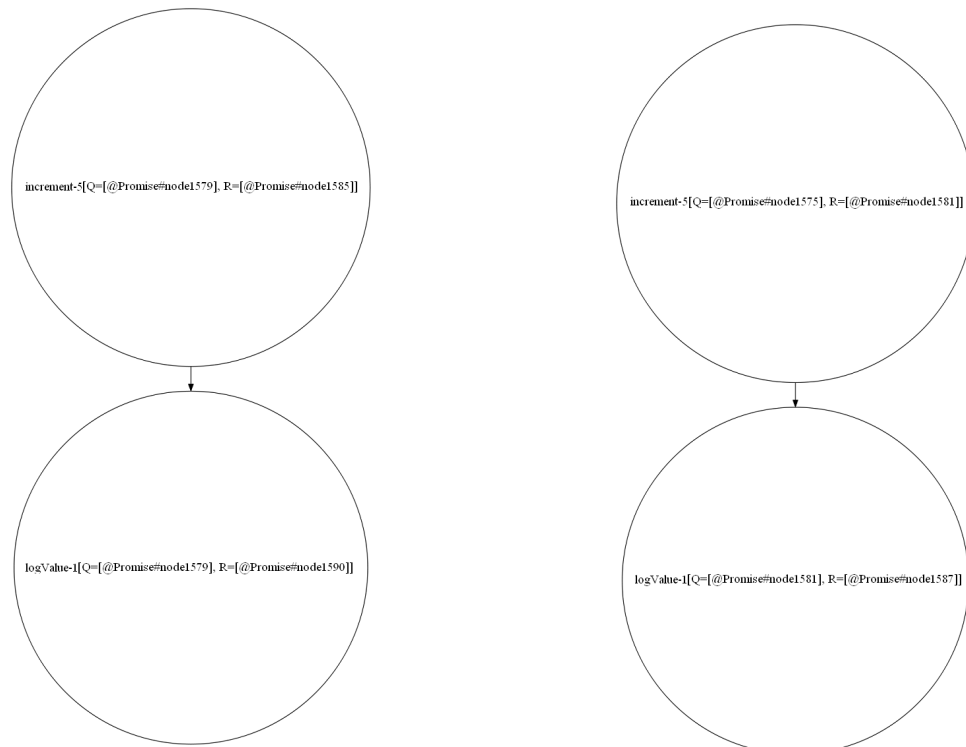 increment-5[Q=[@Promise#node1579], R=[@Promise#node1585]]
increment-5[Q=[@Promise#node1575], R=[@Promise#node1581]]
logValue-1[Q=[@Promise#node1579], R=[@Promise#node1590]]
logValue-1[Q=[@Promise#node1581], R=[@Promise#node1587]]